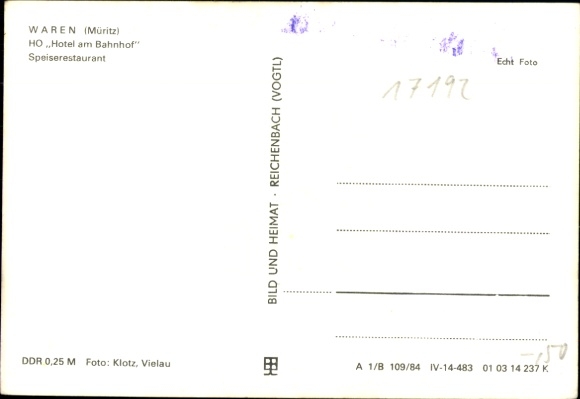 WAREN (Müritz)
HO „Hotel am Bahnhof"
Speiserestaurant
BILD UND HEIMAT · REICHENBACH (VOGTL)
Echt Foto
17192
-,50
DDR 0,25 M Foto: Klotz, Vielau
A 1/B 109/84 IV-14-483 01 03 14 237 K